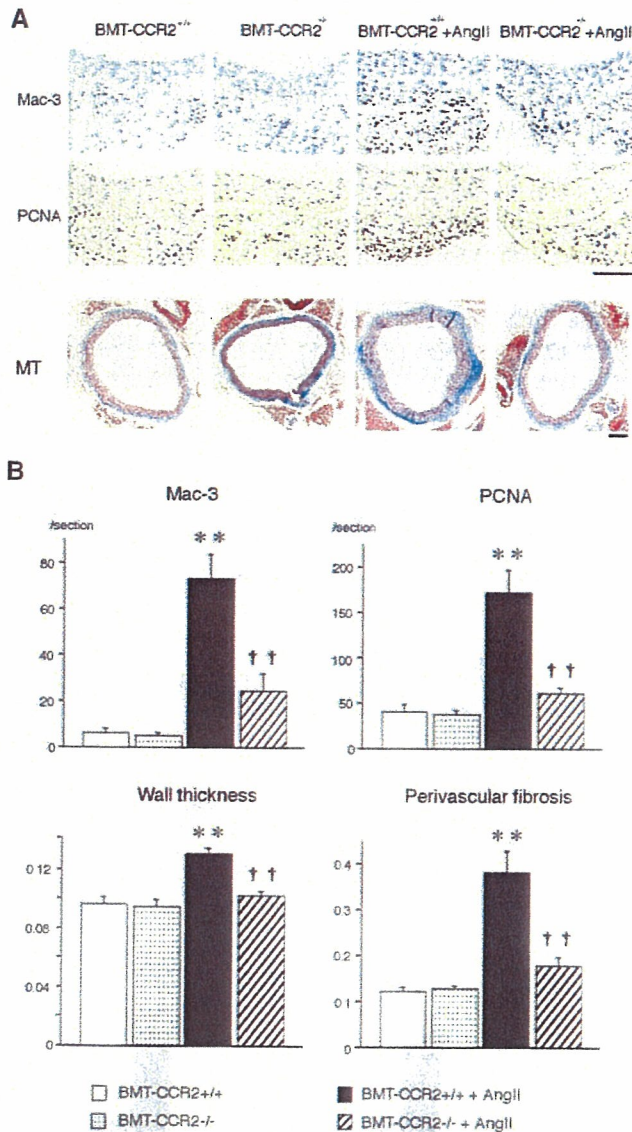 A
BMT-CCR2+/+ BMT-CCR2-/- BMT-CCR2+/+ +AngII BMT-CCR2-/- +AngII
Mac-3
PCNA
MT
B
Mac-3
/section
80
60
40
20
0
**
††
PCNA
/section
200
150
100
50
0
**
††
Wall thickness
0.12
0.08
0.04
0
**
††
Perivascular fibrosis
0.4
0.3
0.2
0.1
0
**
††
BMT-CCR2+/+ BMT-CCR2+/+ + AngII
BMT-CCR2-/- BMT-CCR2-/- + AngII